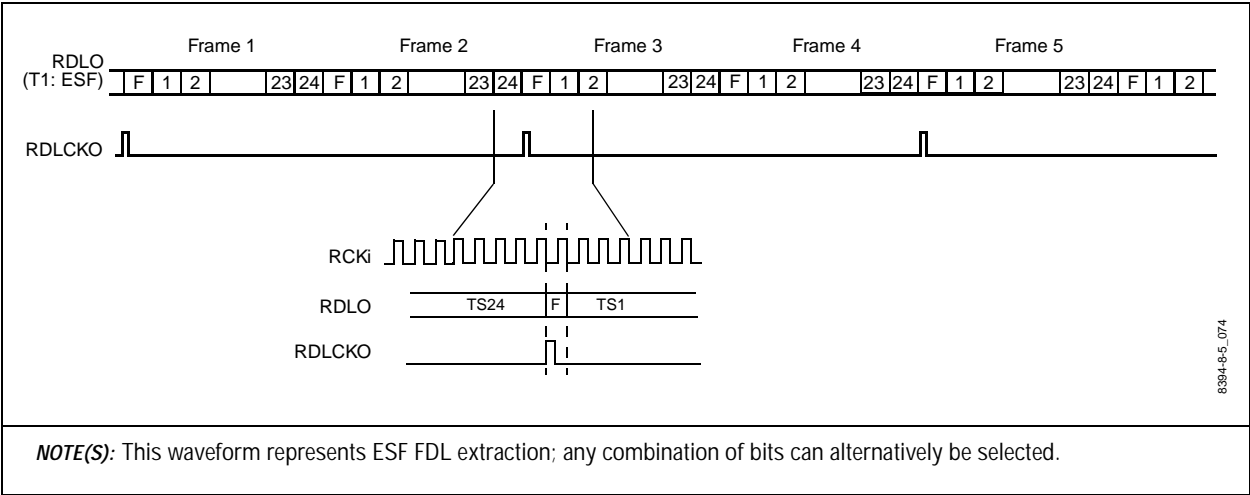 Frame 1 Frame 2 Frame 3 Frame 4 Frame 5
RDLO
(T1: ESF) F 1 2 23 24 F 1 2 23 24 F 1 2 23 24 F 1 2 23 24 F 1 2 23 24 F 1 2
RDLCKO
RCKi
RDLO TS24 F TS1
RDLCKO
8394-8-5_074
NOTE(S): This waveform represents ESF FDL extraction; any combination of bits can alternatively be selected.